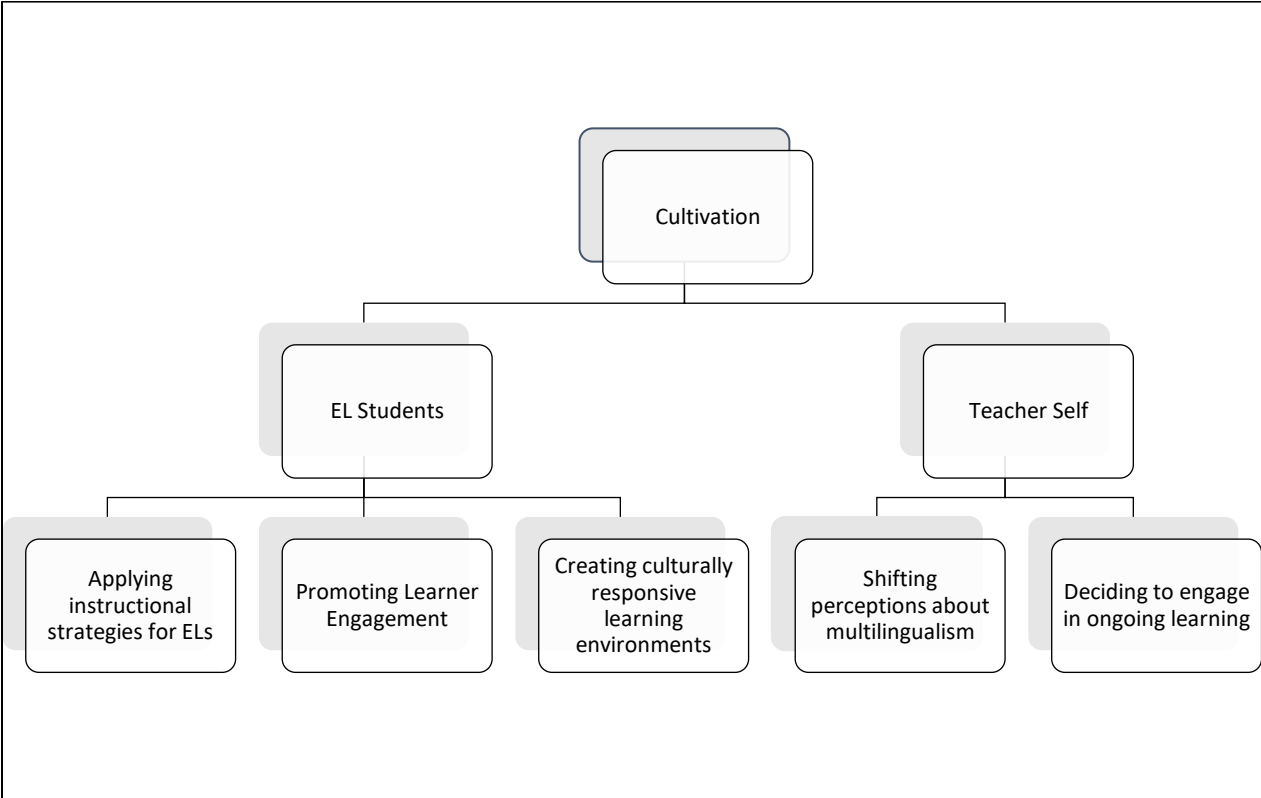 Cultivation
EL Students
Teacher Self
Applying
instructional
strategies for ELs
Promoting Learner
Engagement
Creating culturally
responsive
learning
environments
Shifting
perceptions about
multilingualism
Deciding to engage
in ongoing learning